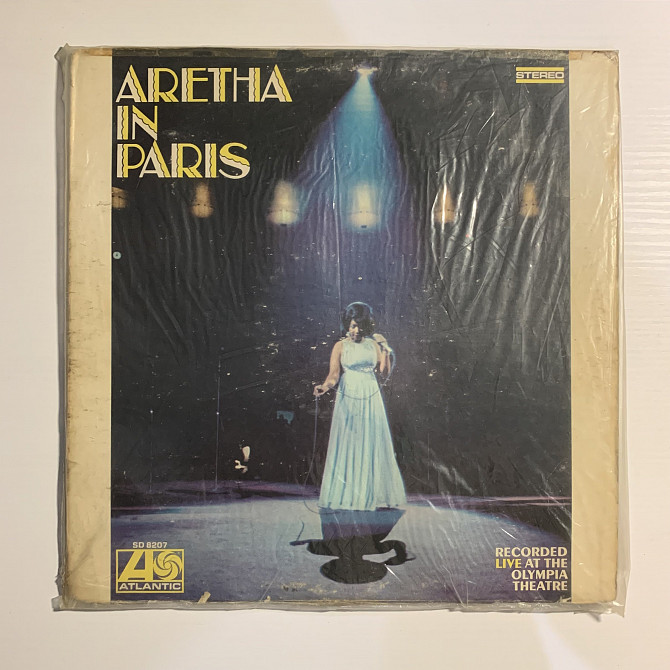 ARETHA
IN
PARIS
STEREO
SD 8207
ATLANTIC
RECORDED
LIVE AT THE
OLYMPIA
THEATRE